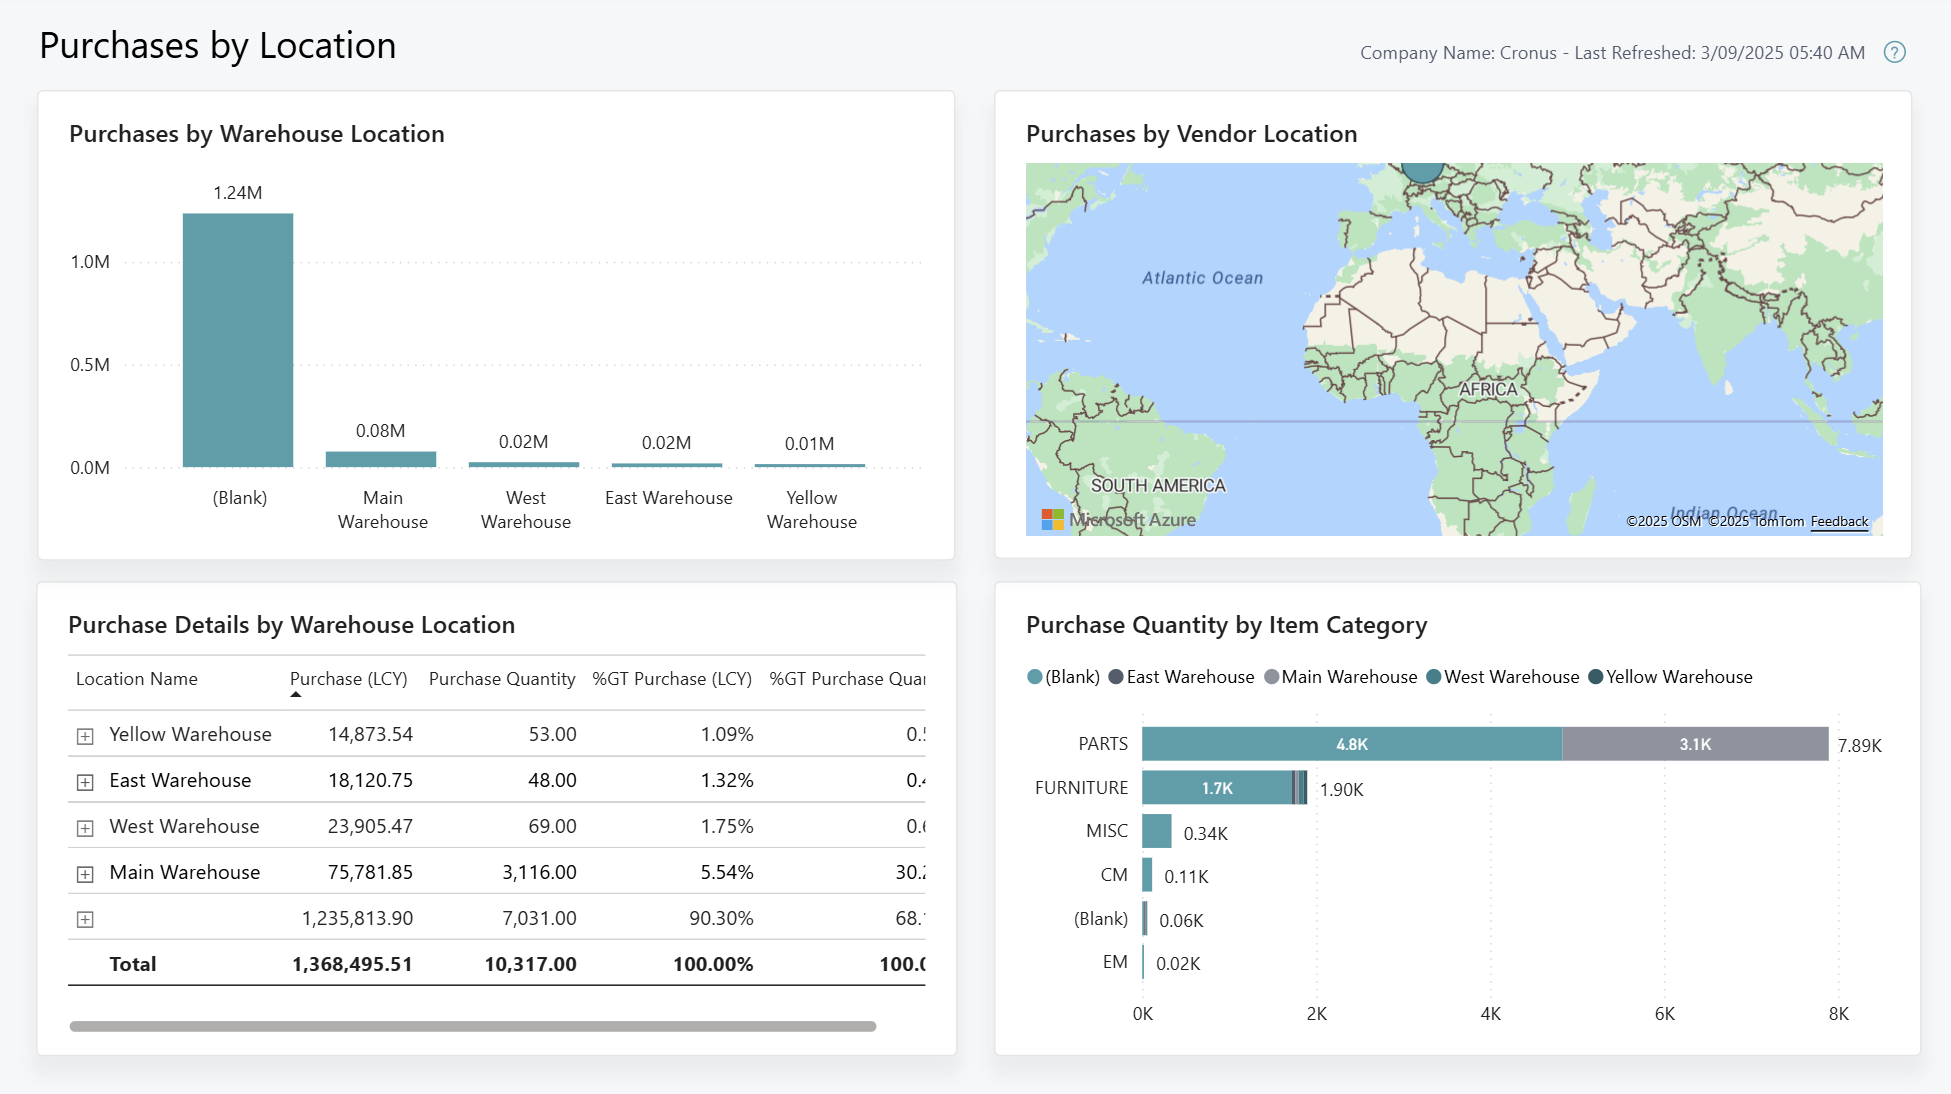 Purchases by Location
Company Name: Cronus - Last Refreshed: 3/09/2025 05:40 AM
?
Purchases by Warehouse Location
1.24M
1.0M
0.5M
0.0M
0.08M
0.02M
0.02M
0.01M
(Blank)
Main Warehouse
West Warehouse
East Warehouse
Yellow Warehouse
Purchases by Vendor Location
Atlantic Ocean
AFRICA
SOUTH AMERICA
Indian Ocean
Microsoft Azure
©2025 OSM ©2025 TomTom Feedback
Purchase Details by Warehouse Location
Location Name Purchase (LCY) Purchase Quantity %GT Purchase (LCY) %GT Purchase Quan
Yellow Warehouse 14,873.54 53.00 1.09% 0.5
East Warehouse 18,120.75 48.00 1.32% 0.4
West Warehouse 23,905.47 69.00 1.75% 0.6
Main Warehouse 75,781.85 3,116.00 5.54% 30.2
1,235,813.90 7,031.00 90.30% 68.1
Total 1,368,495.51 10,317.00 100.00% 100.0
Purchase Quantity by Item Category
(Blank) East Warehouse Main Warehouse West Warehouse Yellow Warehouse
PARTS 4.8K 3.1K 7.89K
FURNITURE 1.7K 1.90K
MISC 0.34K
CM 0.11K
(Blank) 0.06K
EM 0.02K
0K 2K 4K 6K 8K